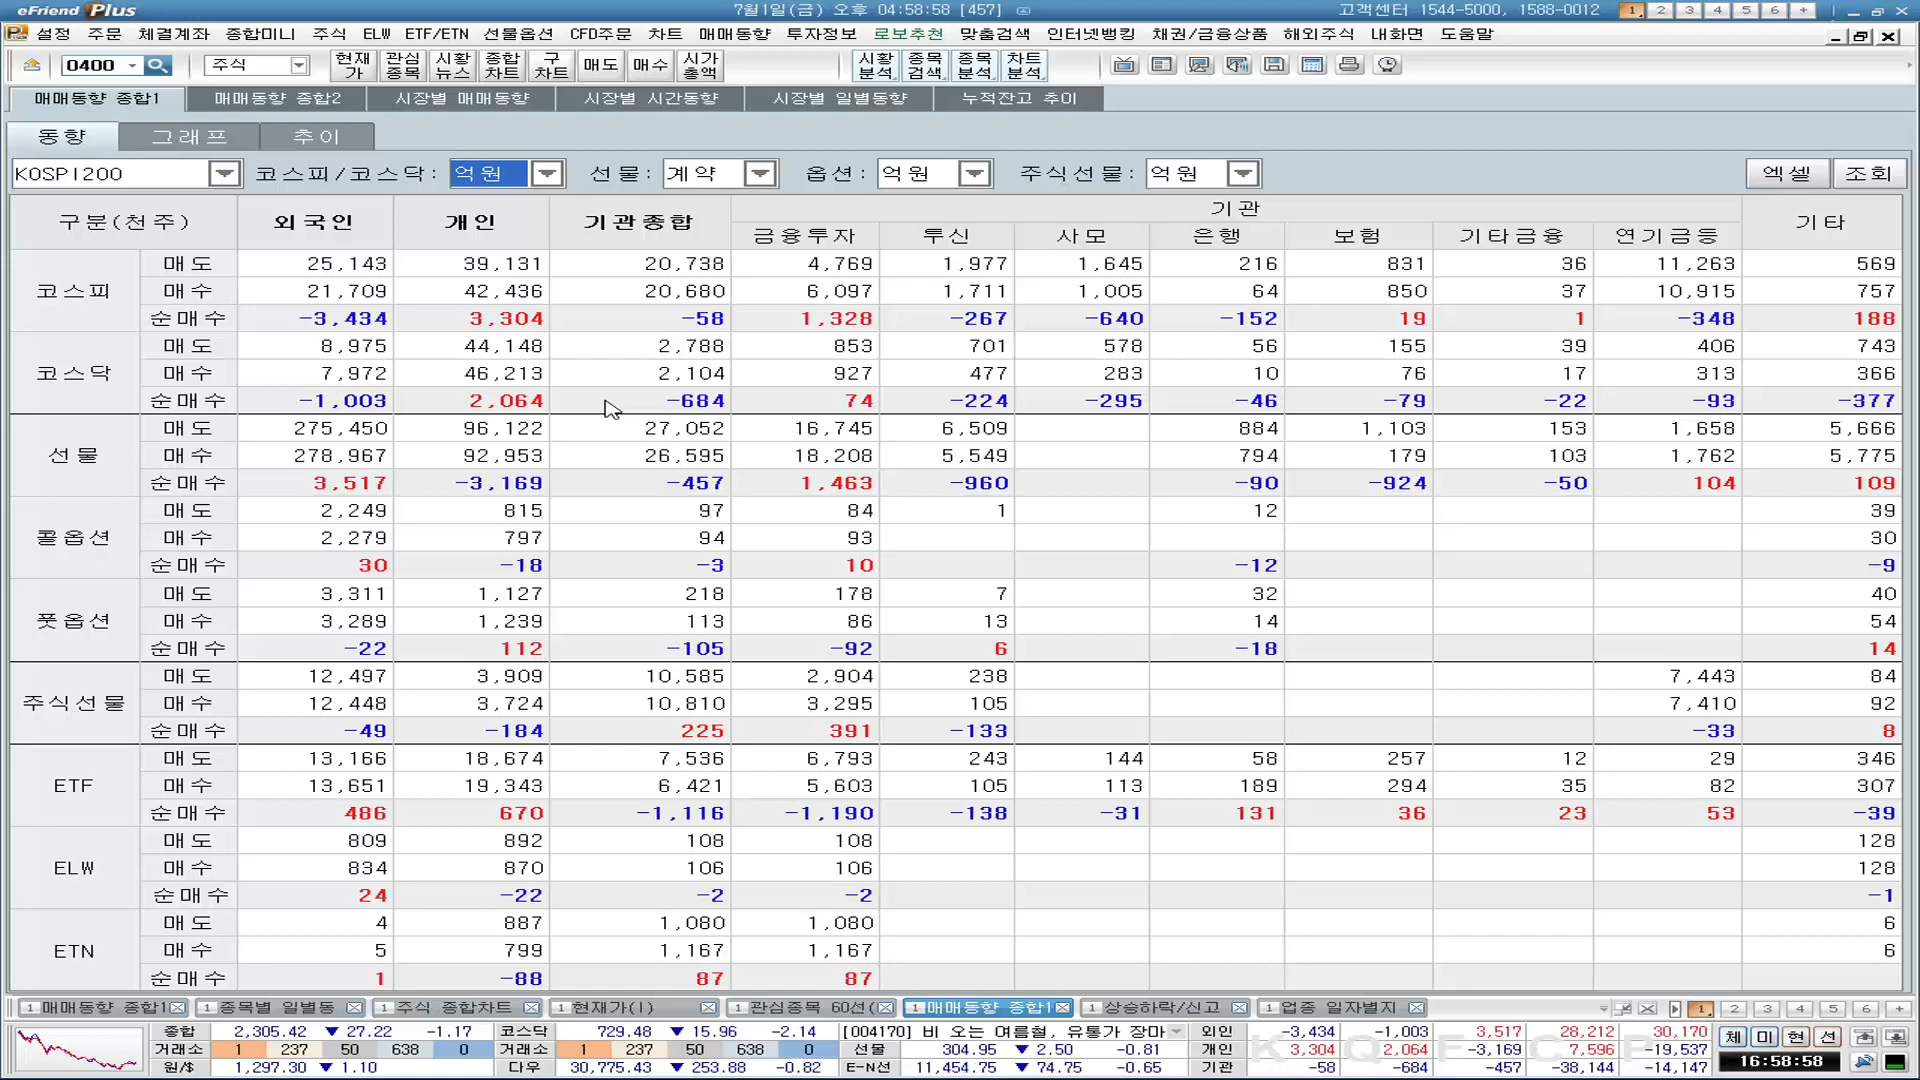 eFriend Plus 7월1일(금) 오후 04:58:58 [457] 고객센터 1544-5000, 1588-0012 1 2 3 4 5 6 +
설정 주문 체결계좌 종합미니 주식 ELW ETF/ETN 선물옵션 CFD주문 차트 매매동향 투자정보 로보추천 맞춤검색 인터넷뱅킹 채권/금융상품 해외주식 내화면 도움말
0400 주식 현재가 관심종목 시황뉴스 종합차트 구차트 매도 매수 시가총액 시황분석 종목검색 종목분석 차트분석
매매동향 종합1 매매동향 종합2 시장별 매매동향 시장별 시간동향 시장별 일별동향 누적잔고 추이
동향 그래프 추이
KOSPI200 코스피/코스닥: 억원 선물: 계약 옵션: 억원 주식선물: 억원 엑셀 조회
구분(천주) 외국인 개인 기관종합 기관 기타
금융투자 투신 사모 은행 보험 기타금융 연기금등
코스피
매도 25,143 39,131 20,738 4,769 1,977 1,645 216 831 36 11,263 569
매수 21,709 42,436 20,680 6,097 1,711 1,005 64 850 37 10,915 757
순매수 -3,434 3,304 -58 1,328 -267 -640 -152 19 1 -348 188
코스닥
매도 8,975 44,148 2,788 853 701 578 56 155 39 406 743
매수 7,972 46,213 2,104 927 477 283 10 76 17 313 366
순매수 -1,003 2,064 -684 74 -224 -295 -46 -79 -22 -93 -377
선물
매도 275,450 96,122 27,052 16,745 6,509 884 1,103 153 1,658 5,666
매수 278,967 92,953 26,595 18,208 5,549 794 179 103 1,762 5,775
순매수 3,517 -3,169 -457 1,463 -960 -90 -924 -50 104 109
콜옵션
매도 2,249 815 97 84 1 12 39
매수 2,279 797 94 93 30
순매수 30 -18 -3 10 -12 -9
풋옵션
매도 3,311 1,127 218 178 7 32 40
매수 3,289 1,239 113 86 13 14 54
순매수 -22 112 -105 -92 6 -18 14
주식선물
매도 12,497 3,909 10,585 2,904 238 7,443 84
매수 12,448 3,724 10,810 3,295 105 7,410 92
순매수 -49 -184 225 391 -133 -33 8
ETF
매도 13,166 18,674 7,536 6,793 243 144 58 257 12 29 346
매수 13,651 19,343 6,421 5,603 105 113 189 294 35 82 307
순매수 486 670 -1,116 -1,190 -138 -31 131 36 23 53 -39
ELW
매도 809 892 108 108 128
매수 834 870 106 106 128
순매수 24 -22 -2 -2 -1
ETN
매도 4 887 1,080 1,080 6
매수 5 799 1,167 1,167 6
순매수 1 -88 87 87
1 매매동향 종합1 1 종목별 일별동 1 주식 종합차트 1 현재가(I) 1 관심종목 60선( 1 매매동향 종합1 1 상승하락/신고 1 업종 일자별지 1 2 3 4 5 6 +
종합 2,305.42 ▼ 27.22 -1.17 코스닥 729.48 ▼ 15.96 -2.14 [004170] 비 오는 여름철, 유통가 장마 외인 -3,434 -1,003 3,517 28,212 30,170 체 미 현 선
거래소 1 237 50 638 0 거래소 1 237 50 638 0 선물 304.95 ▼ 2.50 -0.81 개인 3,304 2,064 -3,169 7,596 -19,537
원/$ 1,297.30 ▼ 1.10 다우 30,775.43 ▼ 253.88 -0.82 E-N선 11,454.75 ▼ 74.75 -0.65 기관 -58 -684 -457 -38,144 -14,147 16:58:58
K Q F C P